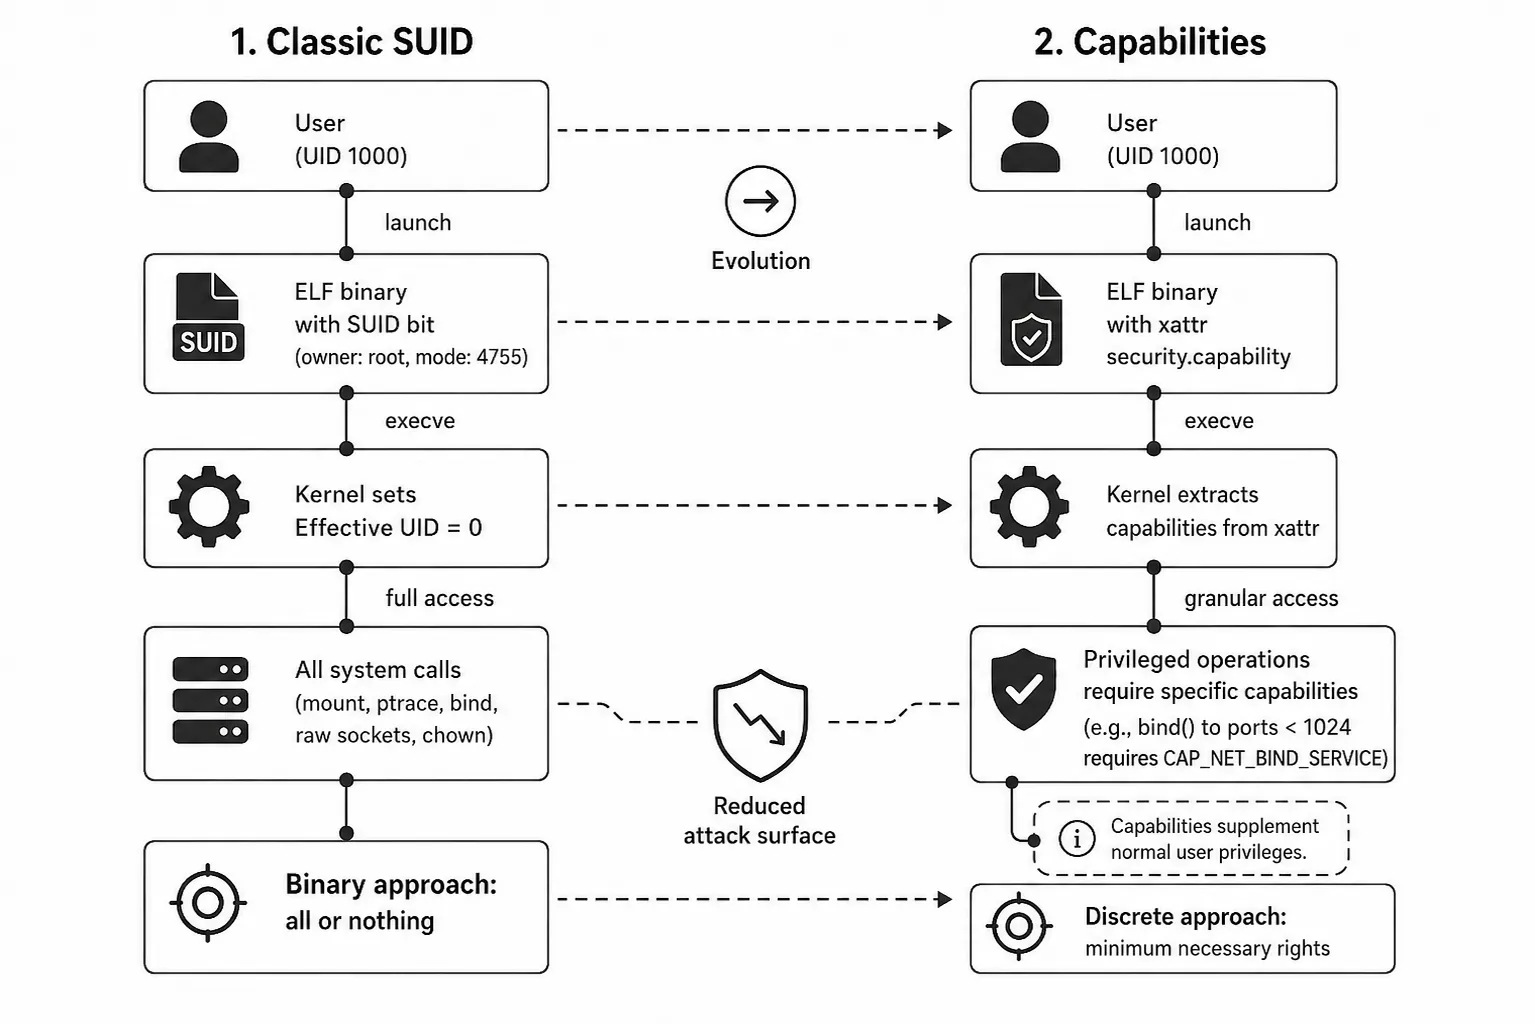 1. Classic SUID
User
(UID 1000)
launch
SUID
ELF binary
with SUID bit
(owner: root, mode: 4755)
execve
Kernel sets
Effective UID = 0
full access
All system calls
(mount, ptrace, bind,
raw sockets, chown)
Binary approach:
all or nothing
Evolution
Reduced
attack surface
2. Capabilities
User
(UID 1000)
launch
ELF binary
with xattr
security.capability
execve
Kernel extracts
capabilities from xattr
granular access
Privileged operations
require specific capabilities
(e.g., bind() to ports < 1024
requires CAP_NET_BIND_SERVICE)
i
Capabilities supplement
normal user privileges.
Discrete approach:
minimum necessary rights